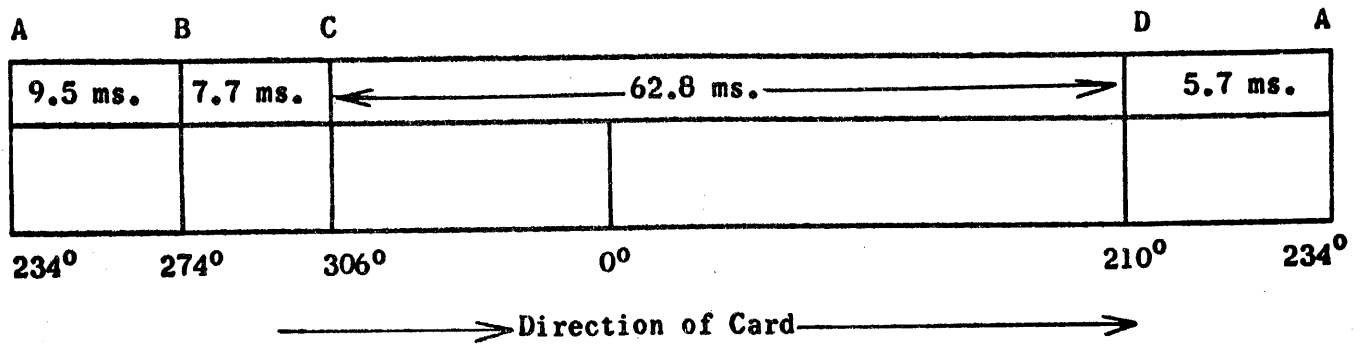 A B C D A
9.5 ms. 7.7 ms. 62.8 ms. 5.7 ms.
234° 274° 306° 0° 210° 234°
Direction of Card